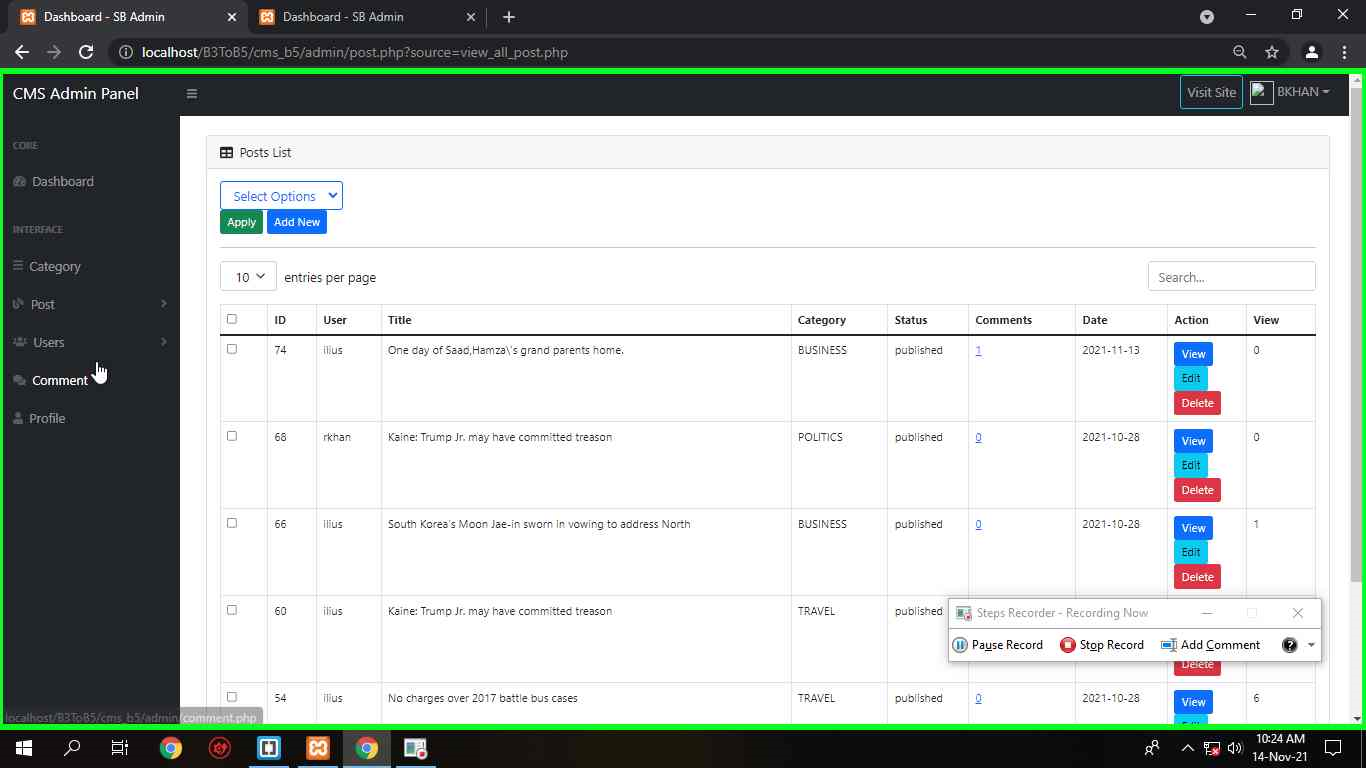 Dashboard - SB Admin
Dashboard - SB Admin
localhost/B3ToB5/cms_b5/admin/post.php?source=view_all_post.php
CMS Admin Panel
Visit Site
BKHAN
CORE
Dashboard
INTERFACE
Category
Post
Users
Comment
Profile
Posts List
Select Options
Apply Add New
10 entries per page
Search...
ID User Title Category Status Comments Date Action View
74 ilius One day of Saad,Hamza\'s grand parents home. BUSINESS published 1 2021-11-13 View 0
Edit
Delete
68 rkhan Kaine: Trump Jr. may have committed treason POLITICS published 0 2021-10-28 View 0
Edit
Delete
66 ilius South Korea's Moon Jae-in sworn in vowing to address North BUSINESS published 0 2021-10-28 View 1
Edit
Delete
60 ilius Kaine: Trump Jr. may have committed treason TRAVEL published
Delete
Steps Recorder - Recording Now
Pause Record Stop Record Add Comment
54 ilius No charges over 2017 battle bus cases TRAVEL published 0 2021-10-28 View 6
Edit
localhost/B3ToB5/cms_b5/admin/comment.php
10:24 AM
14-Nov-21